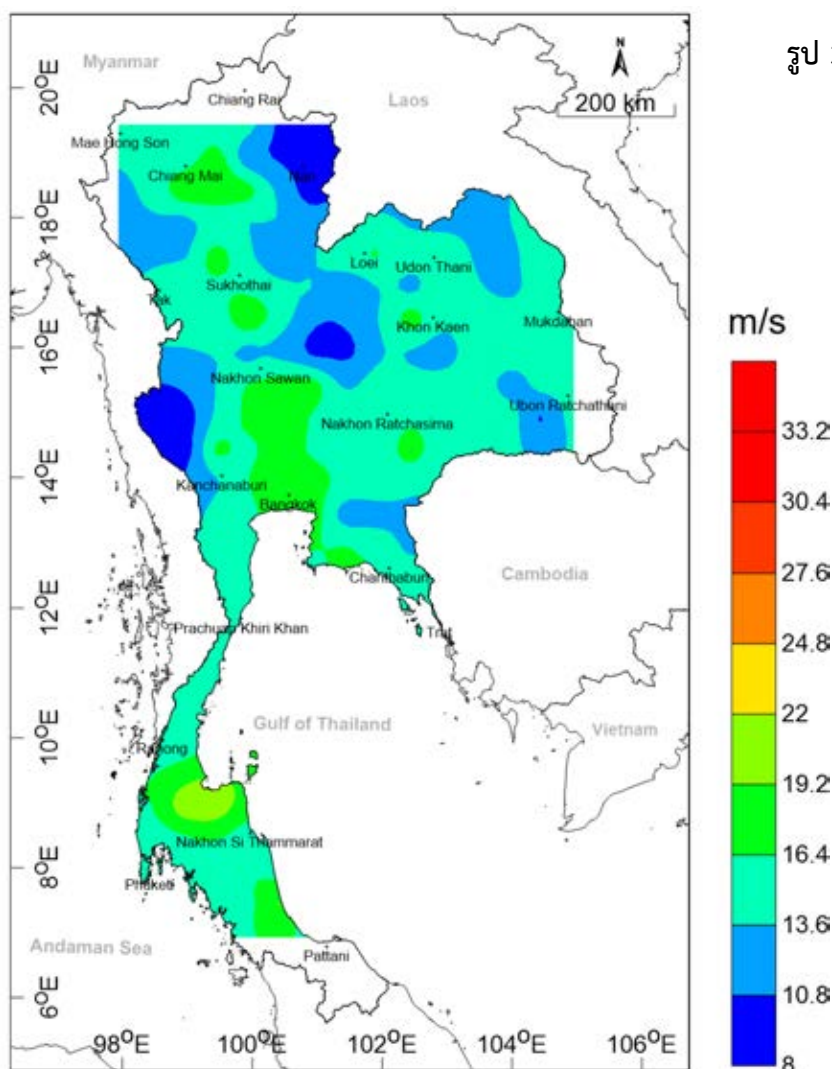 รูป
N
Myanmar
20°E
Chiang Rai
Laos
200 km
Mae Hong Son
Chiang Mai
Nan
18°E
Loei
Udon Thani
Sukhothai
Tak
Khon Kaen
Mukdahan
m/s
16°E
Nakhon Sawan
Ubon Ratchathani
Nakhon Ratchasima
33.2
14°E
Kanchanaburi
30.4
Bangkok
27.6
Chanthaburi
Cambodia
12°E
Prachuap Khiri Khan
Trat
24.8
22
10°E
Gulf of Thailand
Vietnam
Ranong
19.2
Nakhon Si Thammarat
16.4
8°E
Phuket
13.6
Andaman Sea
Pattani
10.8
6°E
8
98°E 100°E 102°E 104°E 106°E